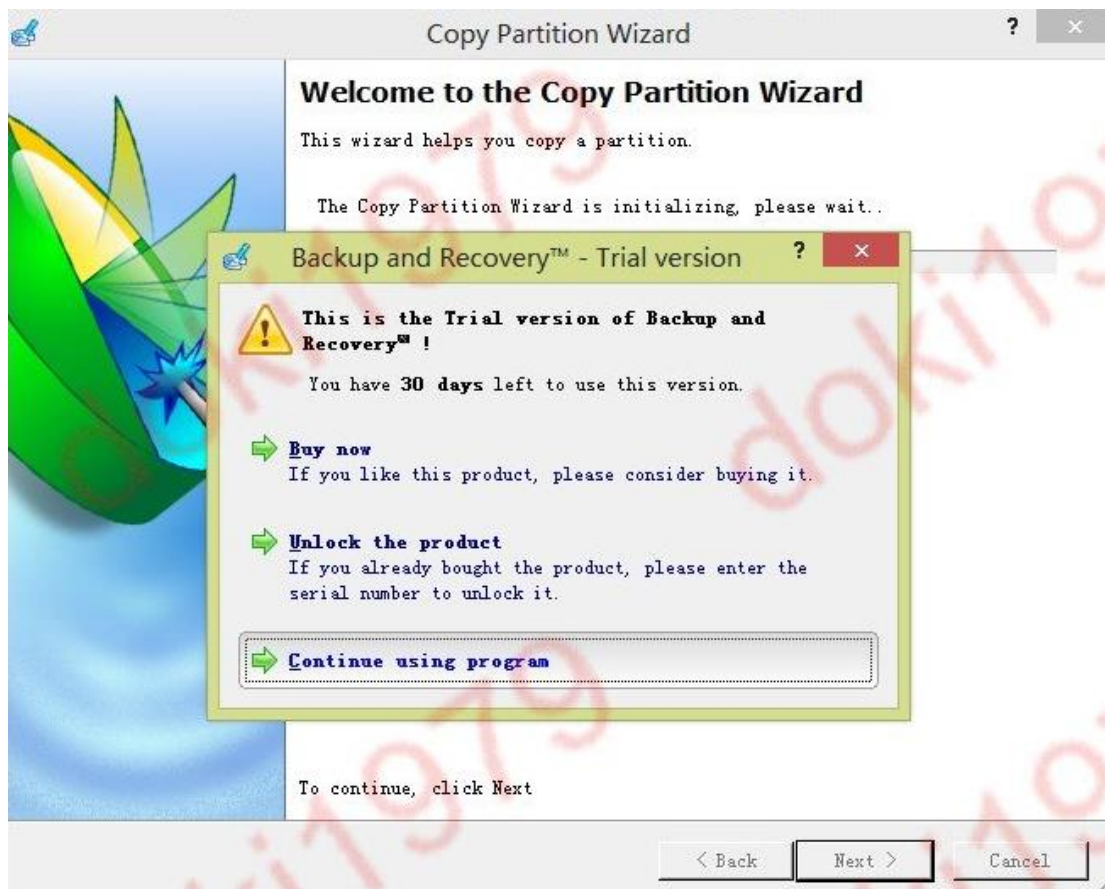 Copy Partition Wizard
?
×
Welcome to the Copy Partition Wizard
This wizard helps you copy a partition.
The Copy Partition Wizard is initializing, please wait..
Backup and Recovery™ - Trial version
?
×
This is the Trial version of Backup and
Recovery™ !
You have 30 days left to use this version.
Buy now
If you like this product, please consider buying it.
Unlock the product
If you already bought the product, please enter the
serial number to unlock it.
Continue using program
To continue, click Next
< Back
Next >
Cancel
doki1979
doki1979
doki1979